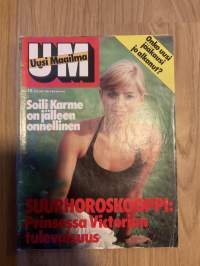 UM
Uusi Maailma
Onko uusi
jääkausi
jo alkanut?
Soili Karme
on jälleen
onnellinen
SUURHOROSKOOPPI:
Prinsessa Victorian
tulevaisuus